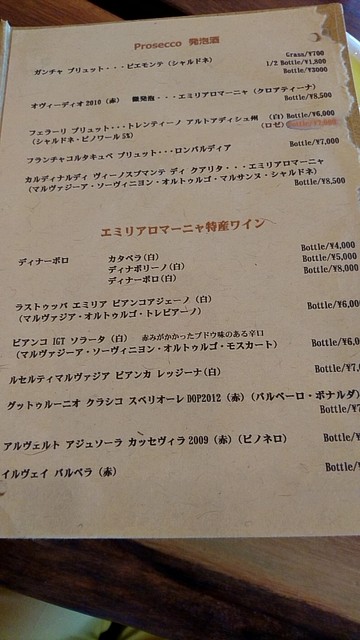 Prosecco 発泡酒
Grass/¥700
ガンチャ ブリュット・・・ピエモンテ（シャルドネ） 1/2 Bottle/¥1,800
Bottle/¥3000
オヴィーディオ2010（赤） 微発泡・・・エミリアロマーニャ（クロアティーナ） Bottle/¥8,500
フェラーリ ブリュット・・・トレンティーノ アルトアディシュ州 （白）Bottle/¥6,000
（シャルドネ・ピノワール5%） （ロゼ）
フランチャコルタキュベ ブリュット・・・ロンバルディア Bottle/¥7,000
カルディナルディ ヴィーノスプマンテ ディ クアリタ・・・エミリアロマーニャ
（マルヴァジーア・ソーヴィニヨン・オルトゥルゴ・マルサンヌ・シャルドネ） Bottle/¥8,500
エミリアロマーニャ特産ワイン
ディナーポロ カタペラ(白) Bottle/¥4,000
ディナポリーノ(白) Bottle/¥5,000
ディナーポロ(白) Bottle/¥8,000
ラストゥッパ エミリア ビアンコアジェーノ（白） Bottle/¥6,00
（マルヴァジア・オルトゥルゴ・トレビアーノ）
ビアンコ IGT ソラータ（白） 赤みがかかったブドウ味のある辛口 Bottle/¥6,0
（マルヴァジーア・ソーヴィニヨン・オルトゥルゴ・モスカート）
ルセルティマルヴァジア ビアンカ レッジーナ(白) Bottle/¥7,
グットゥルーニオ クラシコ スペリオーレ DOP2012（赤）（バルベーロ・ボナルダ）
Bottle/¥7
アルヴェルト アジュソーラ カッセヴィラ2009（赤）（ピノネロ） Bottle/¥
イルヴェイ バルベラ（赤） Bottle/